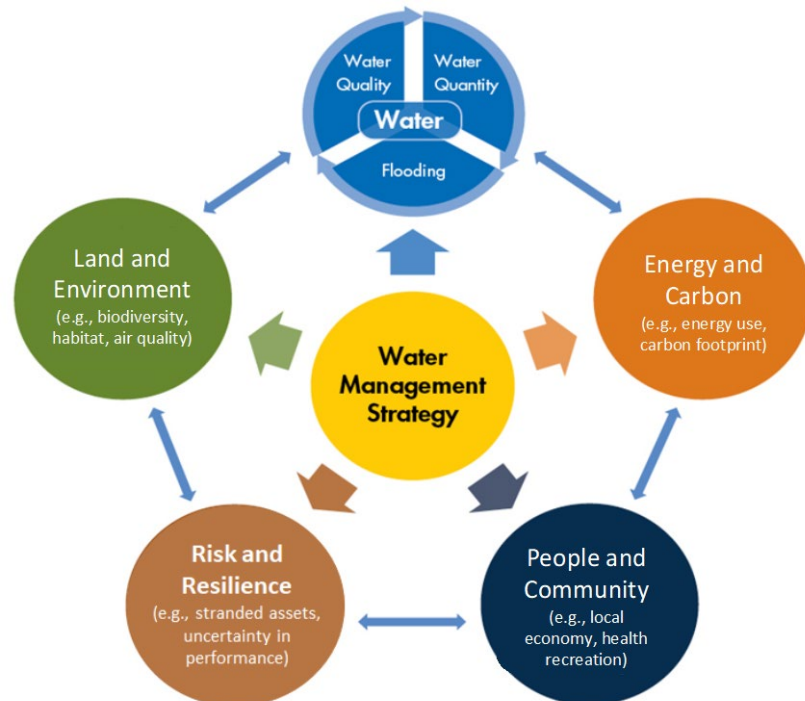 Water
Quality
Water
Quantity
Water
Flooding
Land and
Environment
(e.g., biodiversity,
habitat, air quality)
Energy and
Carbon
(e.g., energy use,
carbon footprint)
Water
Management
Strategy
Risk and
Resilience
(e.g., stranded assets,
uncertainty in
performance)
People and
Community
(e.g., local
economy, health
recreation)